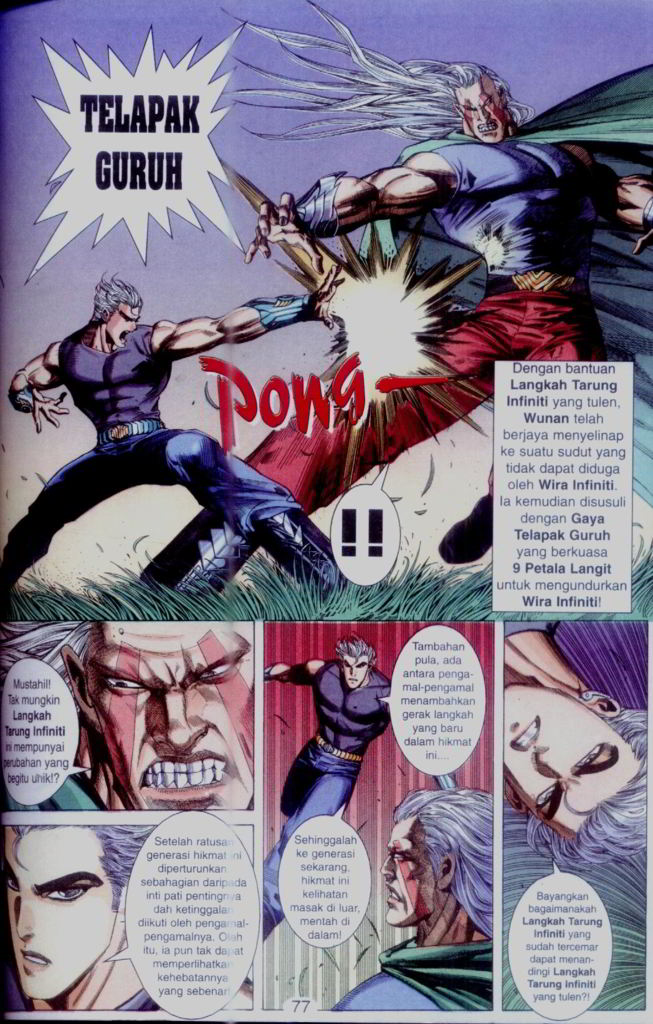 TELAPAK
GURUH
Pong
!!
Dengan bantuan
Langkah Tarung
Infiniti yang tulen,
Wunan telah
berjaya menyelinap
ke suatu sudut yang
tidak dapat diduga
oleh Wira Infiniti.
Ia kemudian disusuli
dengan Gaya
Telapak Guruh
yang berkuasa
9 Petala Langit
untuk mengundurkan
Wira Infiniti!
Mustahil!
Tak mungkin
Langkah
Tarung Infiniti
ini mempunyai
perubahan yang
begitu unik!?
Setelah ratusan
generasi hikmat ini
diperturunkan,
sebahagian daripada
inti pati pentingnya
dah ketinggalan
diikuti oleh pengamal-
pengamalnya. Oleh
itu, ia pun tak dapat
memperlihatkan
kehebatannya
yang sebenar!
Tambahan
pula, ada
antara penga-
mal-pengamal
menambahkan
gerak langkah
yang baru
dalam hikmat
ini....
Sehinggalah
ke generasi
sekarang,
hikmat ini
kelihatan
masak di luar,
mentah di
dalam!
Bayangkan
bagaimanakah
Langkah Tarung
Infiniti yang
sudah tercemar
dapat menan-
dingi Langkah
Tarung Infiniti
yang tulen?!
77